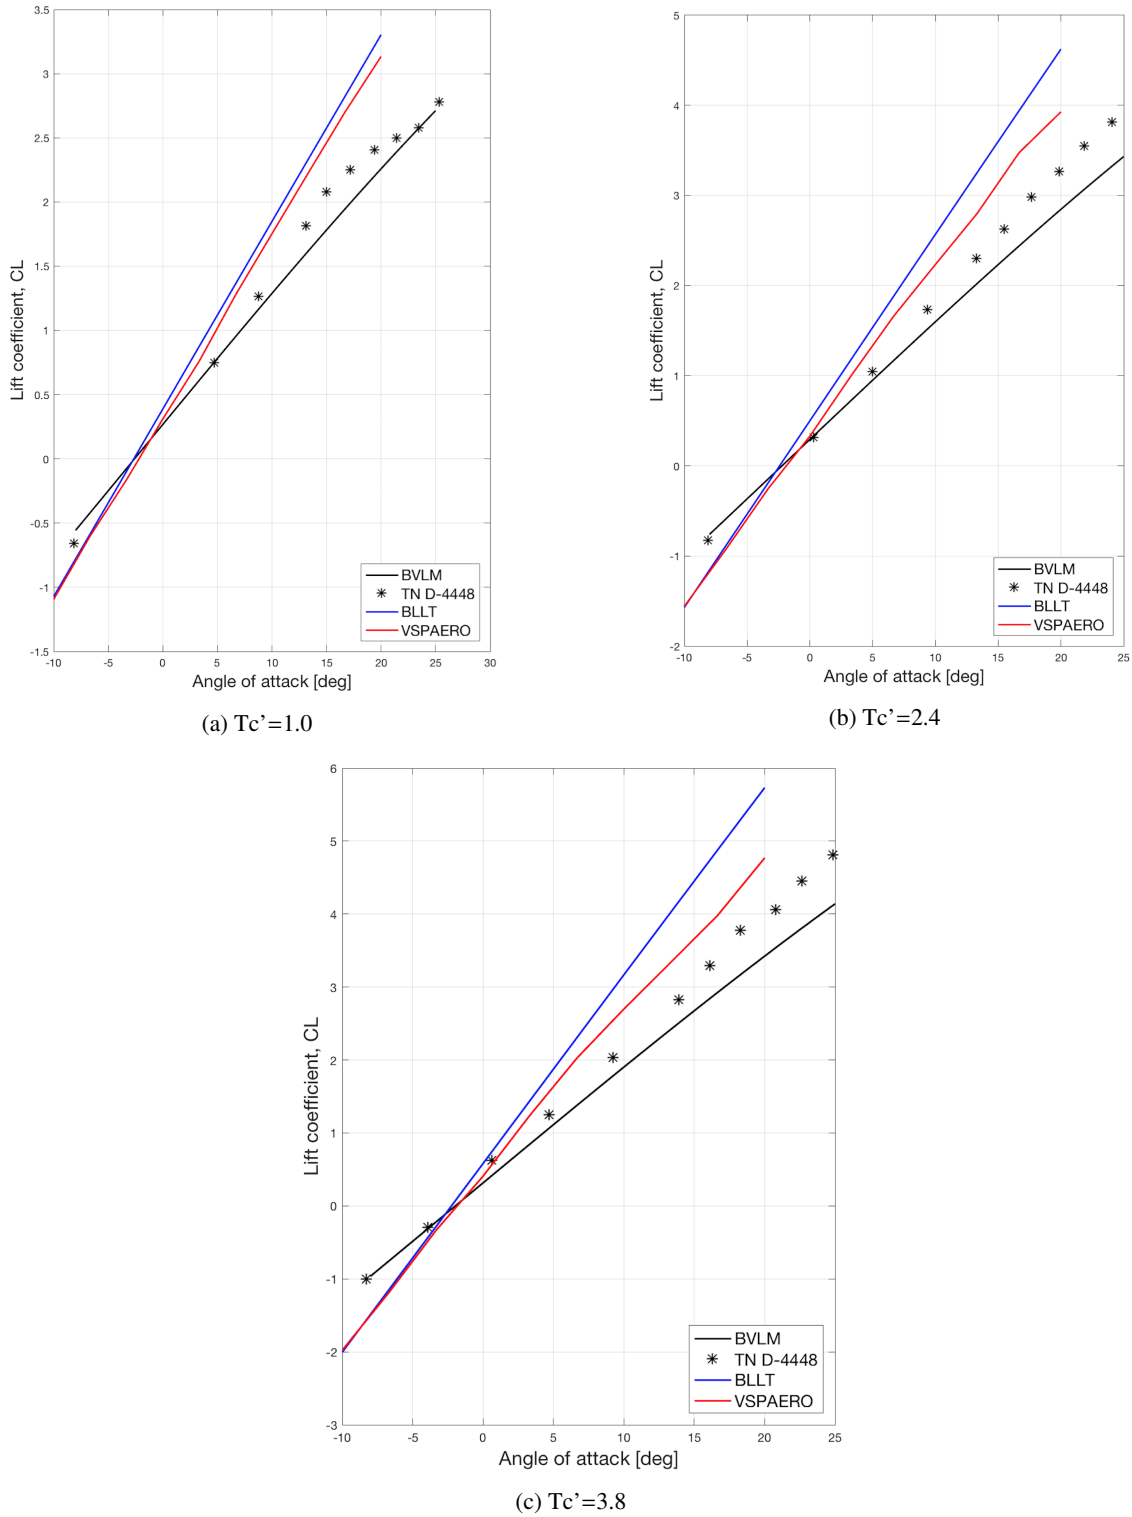 3.5
3
2.5
2
1.5
1
0.5
0
-0.5
-1
-1.5
Lift coefficient, CL
-10
-5
0
5
10
15
20
25
30
Angle of attack [deg]
BVLM
TN D-4448
BLLT
VSPAERO
(a) Tc’=1.0
5
4
3
2
1
0
-1
-2
Lift coefficient, CL
-10
-5
0
5
10
15
20
25
Angle of attack [deg]
BVLM
TN D-4448
BLLT
VSPAERO
(b) Tc’=2.4
6
5
4
3
2
1
0
-1
-2
-3
Lift coefficient, CL
-10
-5
0
5
10
15
20
25
Angle of attack [deg]
BVLM
TN D-4448
BLLT
VSPAERO
(c) Tc’=3.8